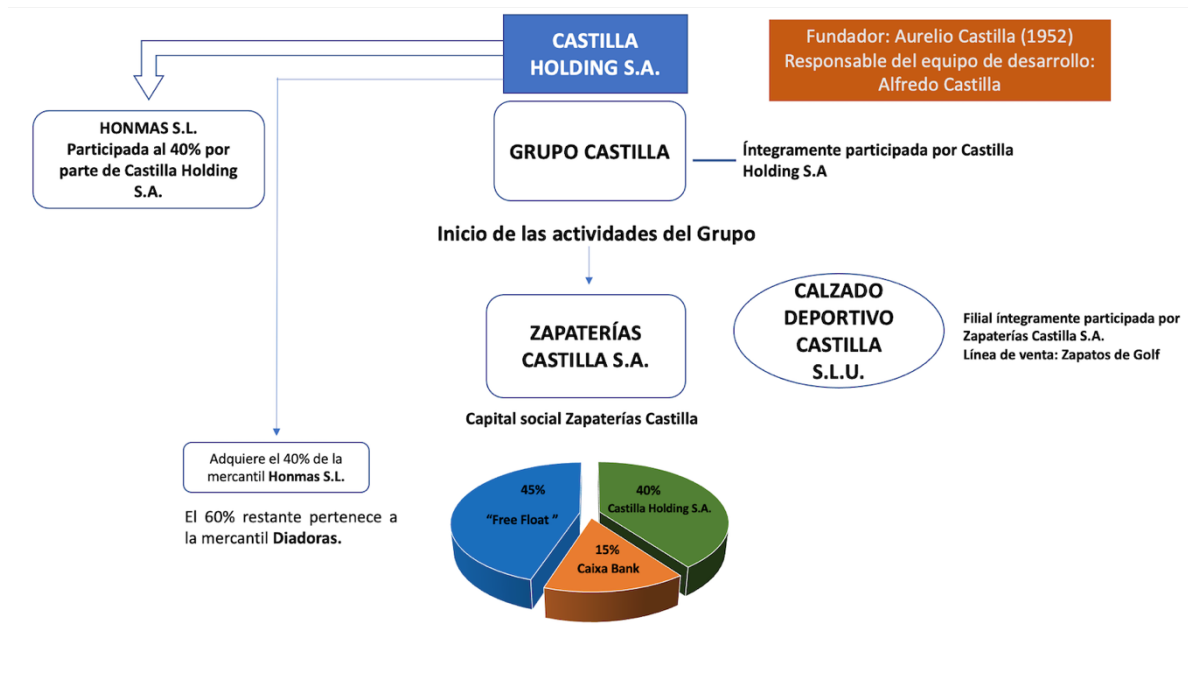 CASTILLA
HOLDING S.A.
Fundador: Aurelio Castilla (1952)
Responsable del equipo de desarrollo:
Alfredo Castilla
HONMAS S.L.
Participada al 40% por
parte de Castilla Holding
S.A.
GRUPO CASTILLA
Íntegramente participada por Castilla
Holding S.A
Inicio de las actividades del Grupo
ZAPATERÍAS
CASTILLA S.A.
CALZADO
DEPORTIVO
CASTILLA
S.L.U.
Filial íntegramente participada por
Zapaterías Castilla S.A.
Línea de venta: Zapatos de Golf
Capital social Zapaterías Castilla
Adquiere el 40% de la
mercantil Honmas S.L.
El 60% restante pertenece a
la mercantil Diadoras.
45%
"Free Float "
40%
Castilla Holding S.A.
15%
Caixa Bank